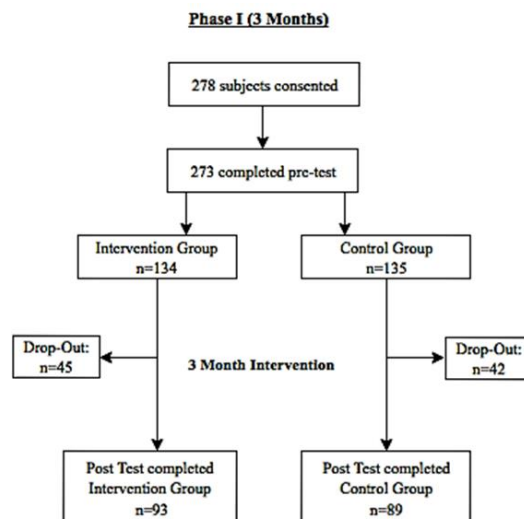 Phase I (3 Months)
278 subjects consented
273 completed pre-test
Intervention Group
n=134
Control Group
n=135
Drop-Out:
n=45
3 Month Intervention
Drop-Out:
n=42
Post Test completed
Intervention Group
n=93
Post Test completed
Control Group
n=89